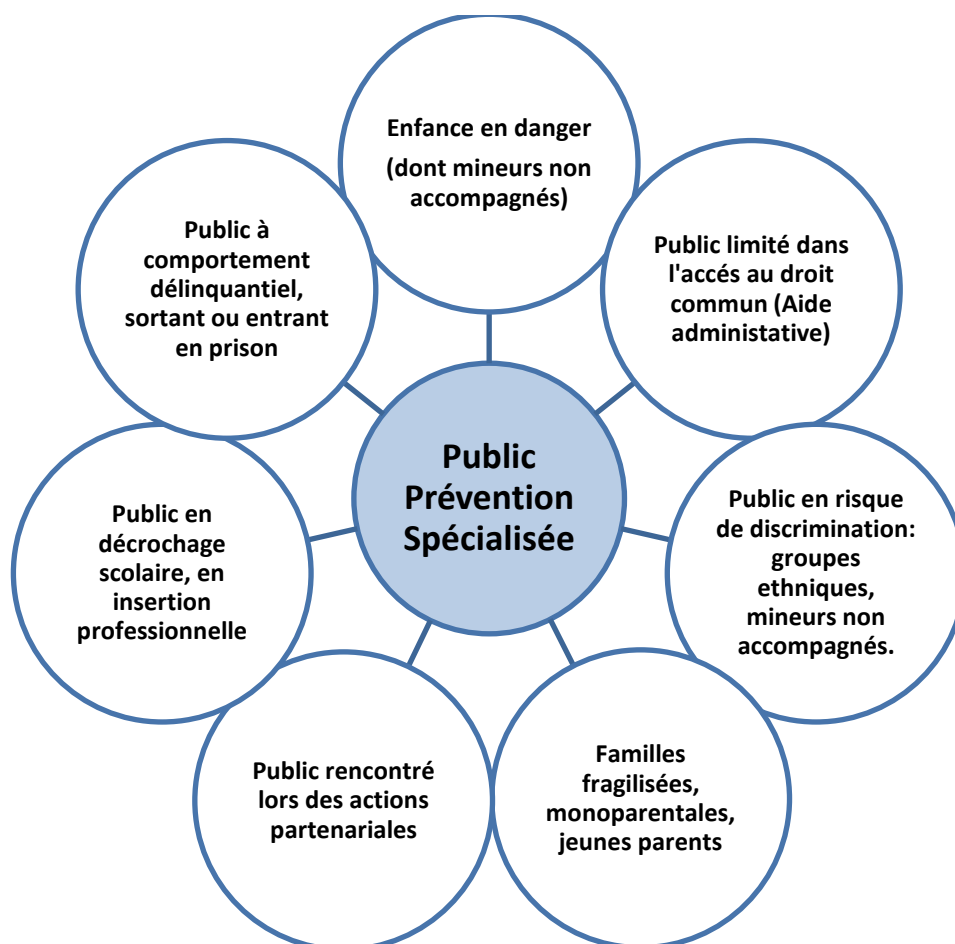 Enfance en danger
(dont mineurs non
accompagnés)
Public limité dans
l'accés au droit
commun (Aide
administative)
Public en risque
de discrimination:
groupes
ethniques,
mineurs non
accompagnés.
Familles
fragilisées,
monoparentales,
jeunes parents
Public rencontré
lors des actions
partenariales
Public en
décrochage
scolaire, en
insertion
professionnelle
Public à
comportement
délinquantiel,
sortant ou entrant
en prison
Public
Prévention
Spécialisée